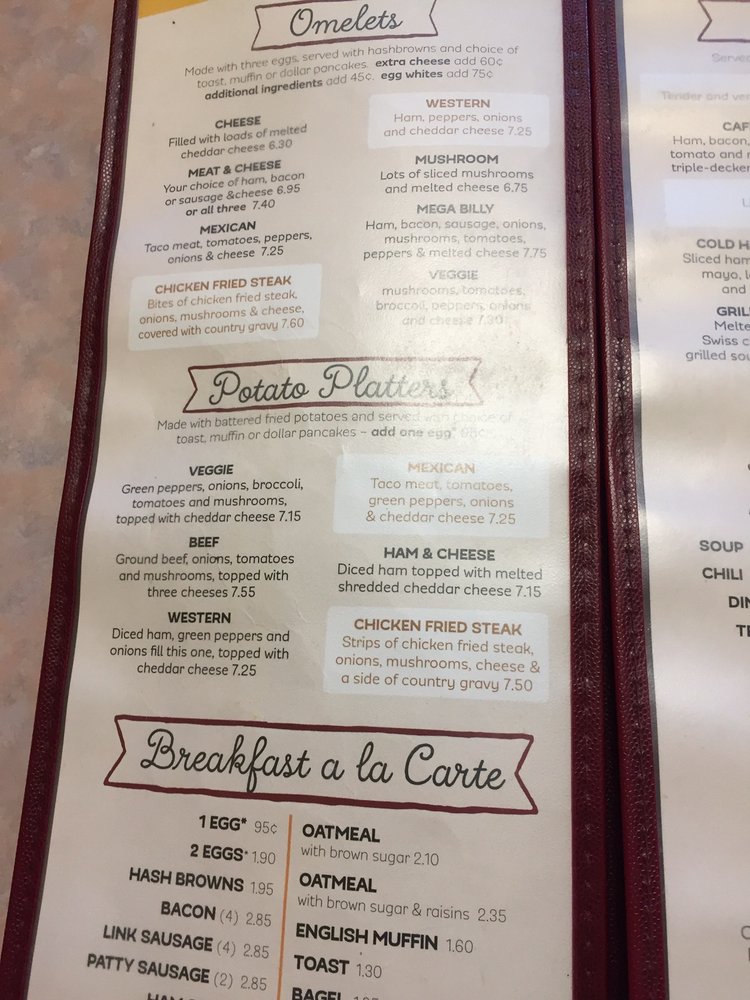 Omelets
Made with three eggs, served with hashbrowns and choice of
toast, muffin or dollar pancakes. extra cheese add 60¢
additional ingredients add 45¢. egg whites add 75¢
CHEESE
Filled with loads of melted
cheddar cheese 6.30
MEAT & CHEESE
Your choice of ham, bacon
or sausage &cheese 6.95
or all three 7.40
MEXICAN
Taco meat, tomatoes, peppers,
onions & cheese 7.25
CHICKEN FRIED STEAK
Bites of chicken fried steak,
onions, mushrooms & cheese,
covered with country gravy 7.60
WESTERN
Ham, peppers, onions
and cheddar cheese 7.25
MUSHROOM
Lots of sliced mushrooms
and melted cheese 6.75
MEGA BILLY
Ham, bacon, sausage, onions,
mushrooms, tomatoes,
peppers & melted cheese 7.75
VEGGIE
mushrooms, tomatoes,
broccoli, peppers, onions
and cheese 7.30
Potato Platters
Made with battered fried potatoes and served with choice of
toast, muffin or dollar pancakes ~ add one egg* 95¢
VEGGIE
Green peppers, onions, broccoli,
tomatoes and mushrooms,
topped with cheddar cheese 7.15
BEEF
Ground beef, onions, tomatoes
and mushrooms, topped with
three cheeses 7.55
WESTERN
Diced ham, green peppers and
onions fill this one, topped with
cheddar cheese 7.25
MEXICAN
Taco meat, tomatoes,
green peppers, onions
& cheddar cheese 7.25
HAM & CHEESE
Diced ham topped with melted
shredded cheddar cheese 7.15
CHICKEN FRIED STEAK
Strips of chicken fried steak,
onions, mushrooms, cheese &
a side of country gravy 7.50
Breakfast a la Carte
1 EGG* 95¢
2 EGGS* 1.90
HASH BROWNS 1.95
BACON (4) 2.85
LINK SAUSAGE (4) 2.85
PATTY SAUSAGE (2) 2.85
OATMEAL
with brown sugar 2.10
OATMEAL
with brown sugar & raisins 2.35
ENGLISH MUFFIN 1.60
TOAST 1.30
BAGEL
Served
Tender and
Ham, bacon,
tomato and
COLD
Sliced ham
mayo,
and
Swiss
grilled
SOUP
CHILI